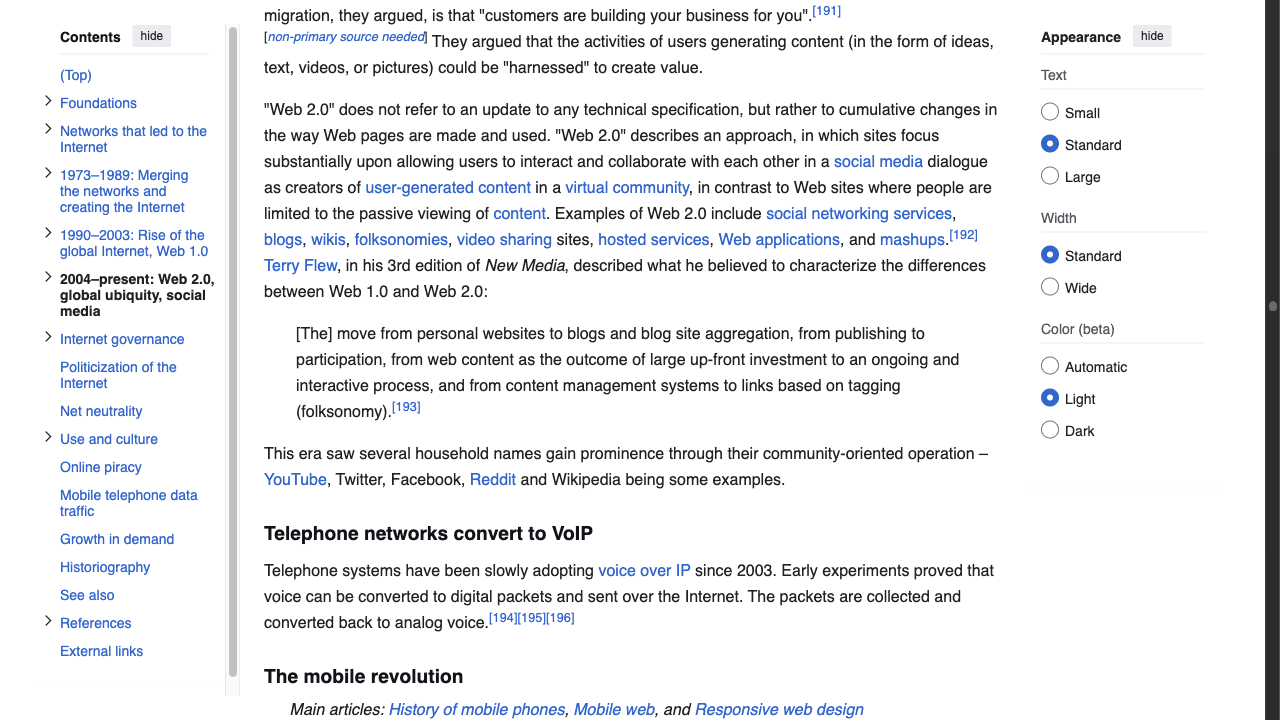 Contents hide
(Top)
Foundations
Networks that led to the
Internet
1973–1989: Merging
the networks and
creating the Internet
1990–2003: Rise of the
global Internet, Web 1.0
2004–present: Web 2.0,
global ubiquity, social
media
Internet governance
Politicization of the
Internet
Net neutrality
Use and culture
Online piracy
Mobile telephone data
traffic
Growth in demand
Historiography
See also
References
External links
migration, they argued, is that "customers are building your business for you".[191]
[non-primary source needed] They argued that the activities of users generating content (in the form of ideas,
text, videos, or pictures) could be "harnessed" to create value.
"Web 2.0" does not refer to an update to any technical specification, but rather to cumulative changes in
the way Web pages are made and used. "Web 2.0" describes an approach, in which sites focus
substantially upon allowing users to interact and collaborate with each other in a social media dialogue
as creators of user-generated content in a virtual community, in contrast to Web sites where people are
limited to the passive viewing of content. Examples of Web 2.0 include social networking services,
blogs, wikis, folksonomies, video sharing sites, hosted services, Web applications, and mashups.[192]
Terry Flew, in his 3rd edition of New Media, described what he believed to characterize the differences
between Web 1.0 and Web 2.0:
[The] move from personal websites to blogs and blog site aggregation, from publishing to
participation, from web content as the outcome of large up-front investment to an ongoing and
interactive process, and from content management systems to links based on tagging
(folksonomy).[193]
This era saw several household names gain prominence through their community-oriented operation –
YouTube, Twitter, Facebook, Reddit and Wikipedia being some examples.
Telephone networks convert to VoIP
Telephone systems have been slowly adopting voice over IP since 2003. Early experiments proved that
voice can be converted to digital packets and sent over the Internet. The packets are collected and
converted back to analog voice.[194][195][196]
The mobile revolution
Main articles: History of mobile phones, Mobile web, and Responsive web design
Appearance hide
Text
Small
Standard
Large
Width
Standard
Wide
Color (beta)
Automatic
Light
Dark